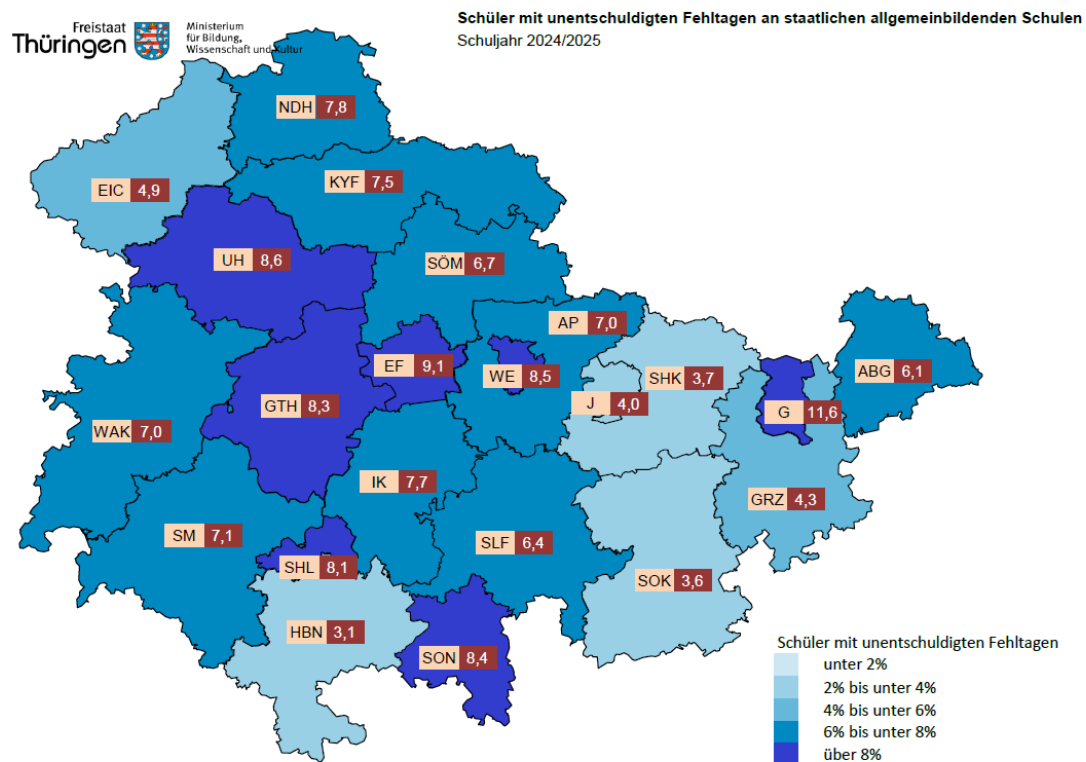 Freistaat
Thüringen
Ministerium
für Bildung,
Wissenschaft und Kultur
Schüler mit unentschuldigten Fehltagen an staatlichen allgemeinbildenden Schulen
Schuljahr 2024/2025
NDH 7,8
EIC 4,9
KYF 7,5
UH 8,6
SÖM 6,7
AP 7,0
EF 9,1
WE 8,5
SHK 3,7
ABG 6,1
GTH 8,3
J 4,0
G 11,6
WAK 7,0
IK 7,7
GRZ 4,3
SM 7,1
SLF 6,4
SHL 8,1
SOK 3,6
HBN 3,1
SON 8,4
Schüler mit unentschuldigten Fehltagen
unter 2%
2% bis unter 4%
4% bis unter 6%
6% bis unter 8%
über 8%